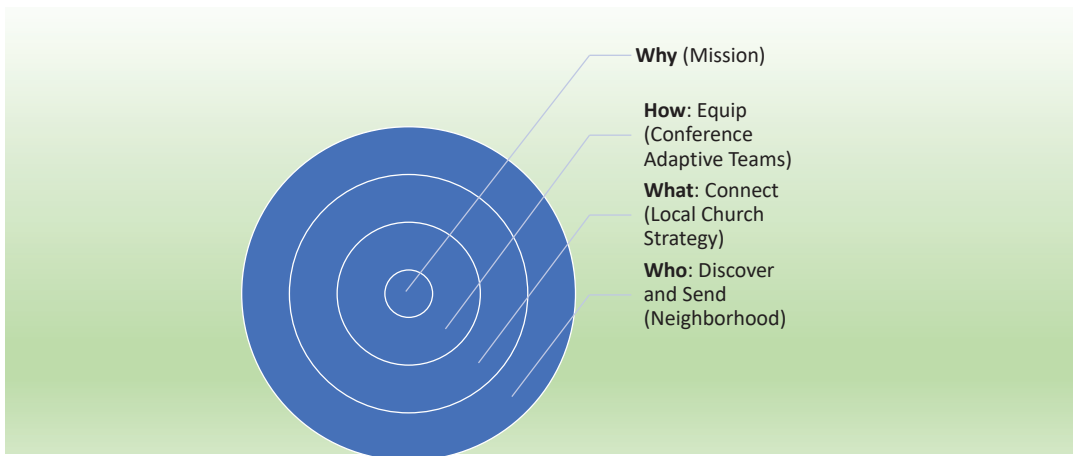 Why (Mission)
How: Equip
(Conference
Adaptive Teams)
What: Connect
(Local Church
Strategy)
Who: Discover
and Send
(Neighborhood)